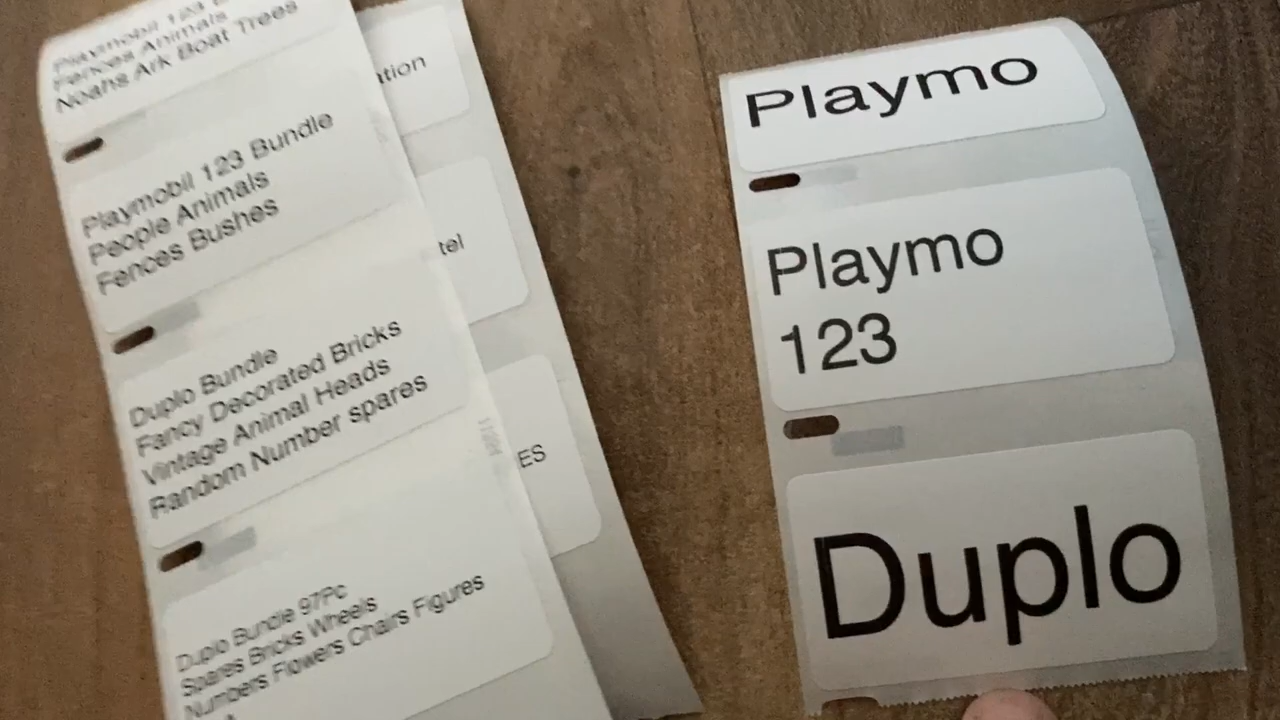 Playmobil 123
Fences Animals
Noahs Ark Boat Trees
Playmobil 123 Bundle
People Animals
Fences Bushes
Duplo Bundle
Fancy Decorated Bricks
Vintage Animal Heads
Random Number spares
Duplo Bundle 97Pc
Spares Bricks Wheels
Numbers Flowers Chairs Figures
ation
tel
ES
Playmo
Playmo
123
Duplo